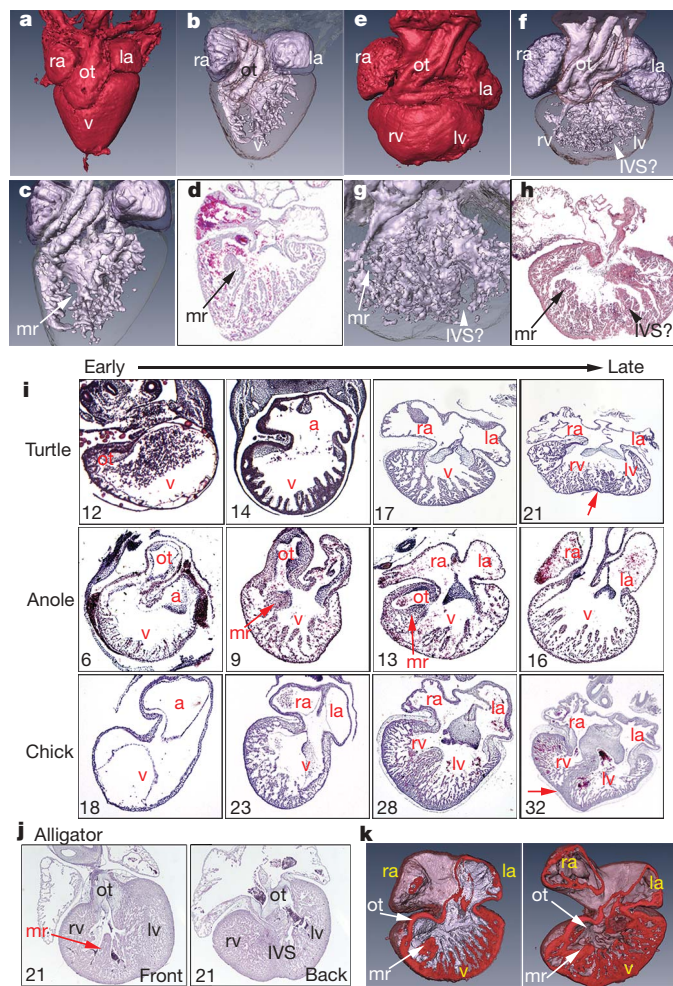 a
ra
la
ot
v
b
ra
la
ot
v
e
ra
ot
la
rv
lv
f
ra
ot
la
rv
lv
IVS?
c
mr
d
mr
g
mr
IVS?
h
mr
IVS?
i
Early
Late
Turtle
ot
v
12
a
v
14
ra
la
v
17
ra
la
rv
lv
21
Anole
ot
a
v
6
ot
mr
v
9
ra
la
ot
v
mr
13
ra
la
v
16
Chick
a
v
18
ra
la
v
23
ra
la
rv
lv
28
ra
la
rv
lv
32
j
Alligator
ot
rv
lv
mr
21
Front
ot
rv
lv
IVS
21
Back
k
ra
la
ot
mr
v
ra
la
ot
mr
v